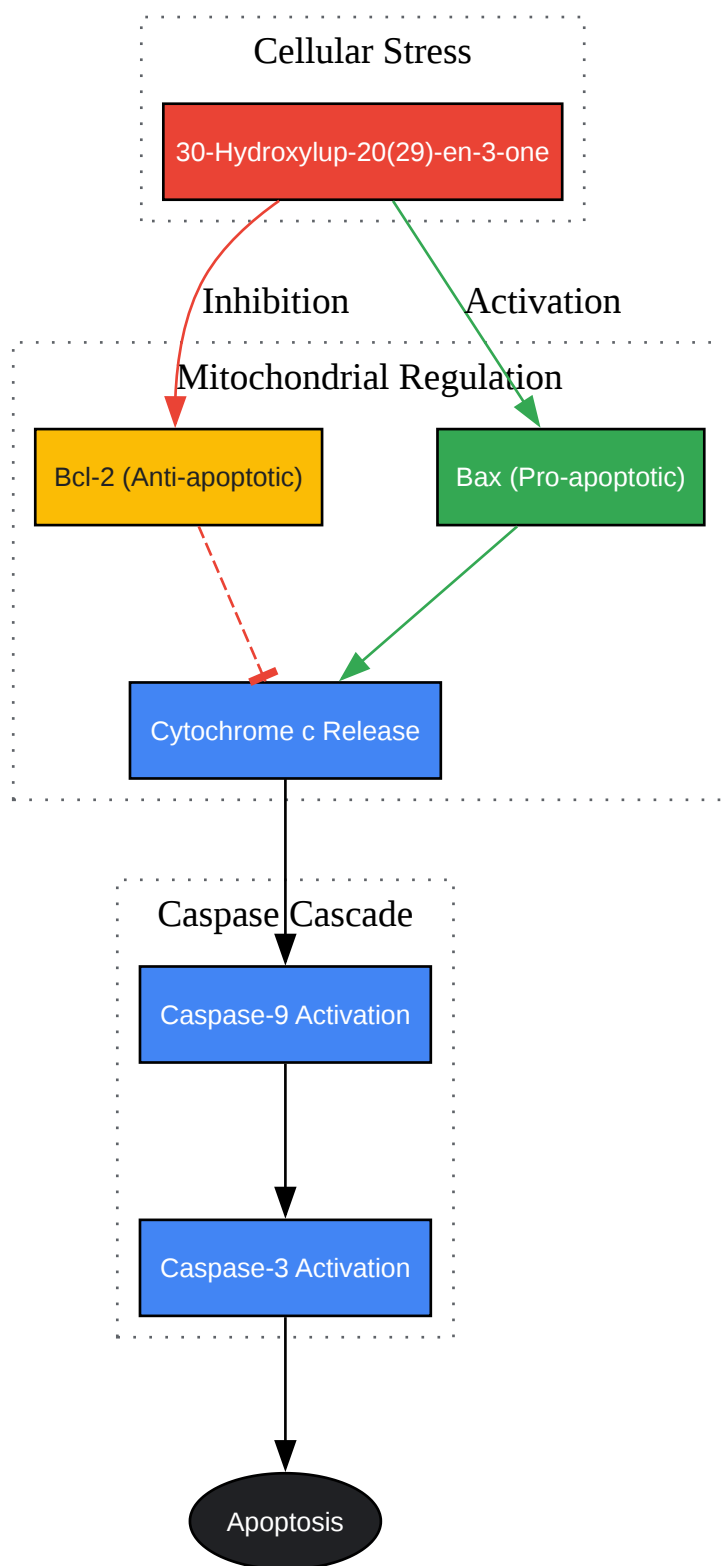 Cellular Stress
30-Hydroxylup-20(29)-en-3-one
Inhibition
Activation
Mitochondrial Regulation
Bcl-2 (Anti-apoptotic)
Bax (Pro-apoptotic)
Cytochrome c Release
Caspase Cascade
Caspase-9 Activation
Caspase-3 Activation
Apoptosis